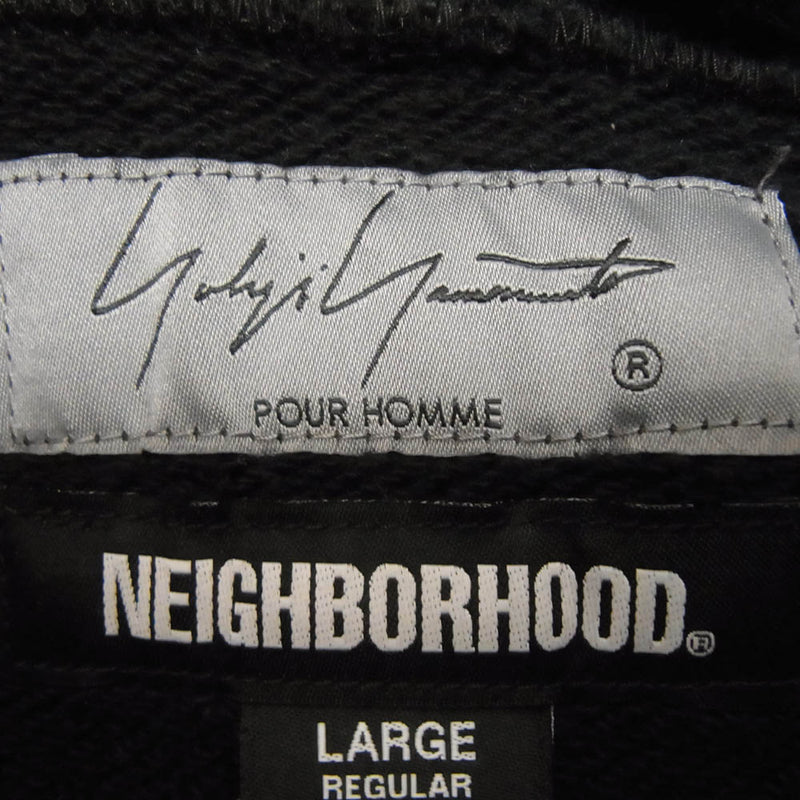 Yohji Yamamoto
®
POUR HOMME
NEIGHBORHOOD®
LARGE
REGULAR